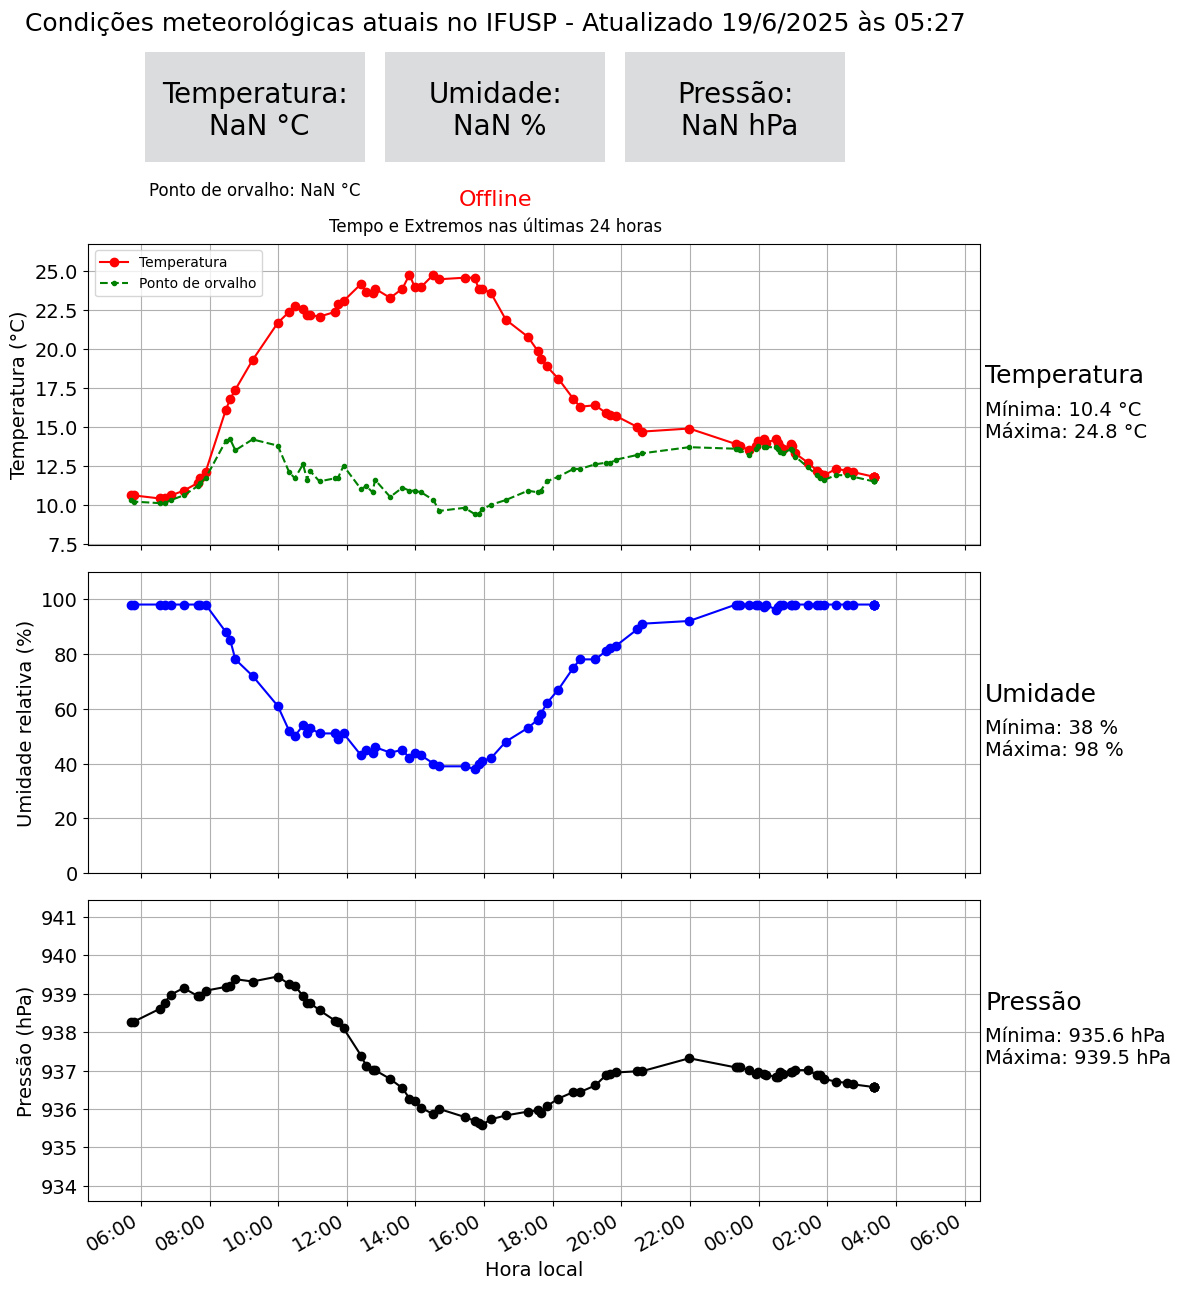 Condições meteorológicas atuais no IFUSP - Atualizado 19/6/2025 às 05:27
Temperatura:
NaN °C
Umidade:
NaN %
Pressão:
NaN hPa
Ponto de orvalho: NaN °C
Offline
Tempo e Extremos nas últimas 24 horas
Temperatura
Ponto de orvalho
Temperatura (°C)
25.0
22.5
20.0
17.5
15.0
12.5
10.0
7.5
Temperatura
Mínima: 10.4 °C
Máxima: 24.8 °C
Umidade relativa (%)
100
80
60
40
20
0
Umidade
Mínima: 38 %
Máxima: 98 %
Pressão (hPa)
941
940
939
938
937
936
935
934
Pressão
Mínima: 935.6 hPa
Máxima: 939.5 hPa
06:00
08:00
10:00
12:00
14:00
16:00
18:00
20:00
22:00
00:00
02:00
04:00
06:00
Hora local